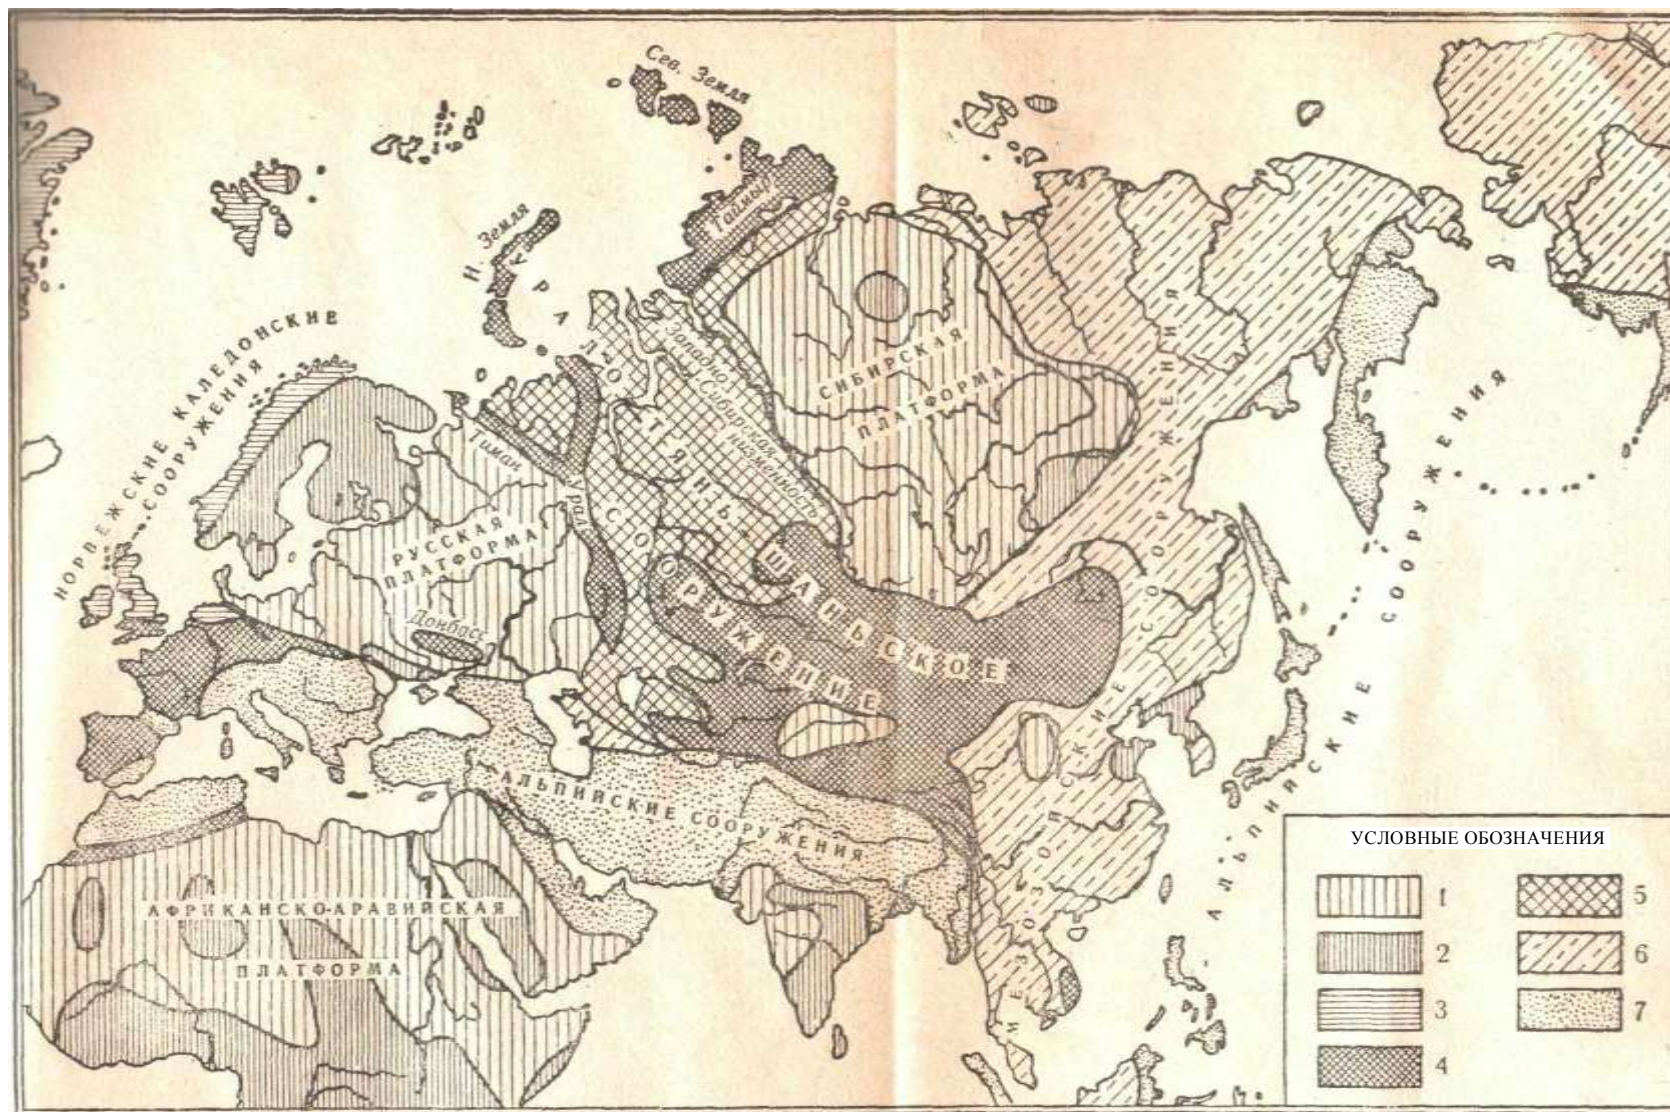 Сев. Земля
Таймыр
Н. Земля
УРАЛО-ТЯНЬ-ШАНЬСКОЕ
СООРУЖЕНИЕ
Западно-
Сибирская
низменность
СИБИРСКАЯ
ПЛАТФОРМА
НОРВЕЖСКИЕ КАЛЕДОНСКИЕ
СООРУЖЕНИЯ
Тиман
Урал
РУССКАЯ
ПЛАТФОРМА
Донбасс
МЕЗОЗОЙСКИЕ СООРУЖЕНИЯ
АЛЬПИЙСКИЕ СООРУЖЕНИЯ
АЛЬПИЙСКИЕ СООРУЖЕНИЯ
АФРИКАНСКО-АРАВИЙСКАЯ
ПЛАТФОРМА
УСЛОВНЫЕ ОБОЗНАЧЕНИЯ
1
2
3
4
5
6
7